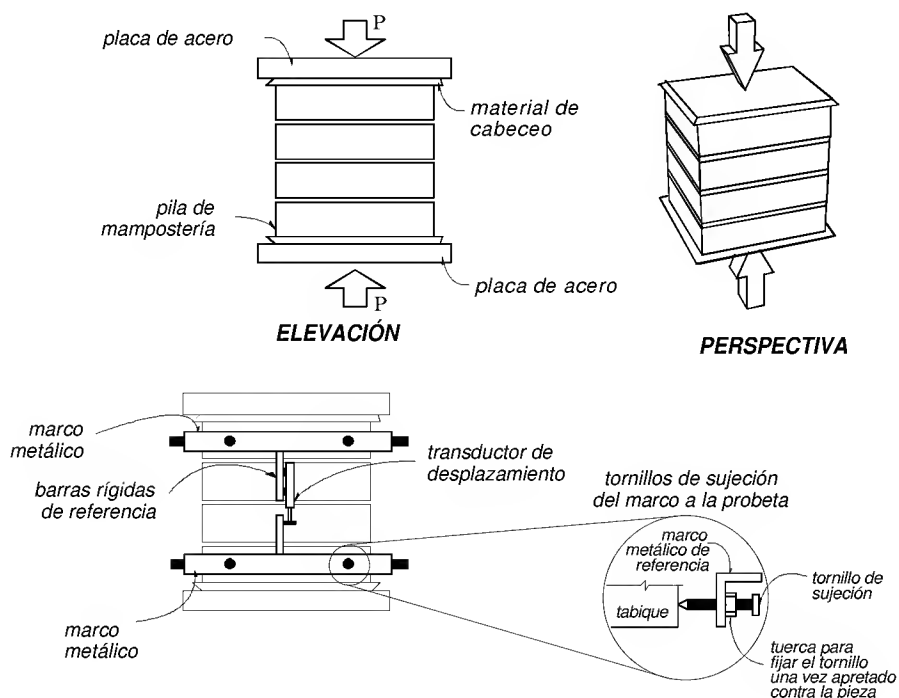 P
placa de acero
material de
cabeceo
pila de
mampostería
placa de acero
P
ELEVACIÓN
PERSPECTIVA
marco
metálico
transductor de
desplazamiento
barras rígidas
de referencia
tornillos de sujeción
del marco a la probeta
marco
metálico de
referencia
tornillo de
sujeción
tabique
marco
metálico
tuerca para
fijar el tornillo
una vez apretado
contra la pieza